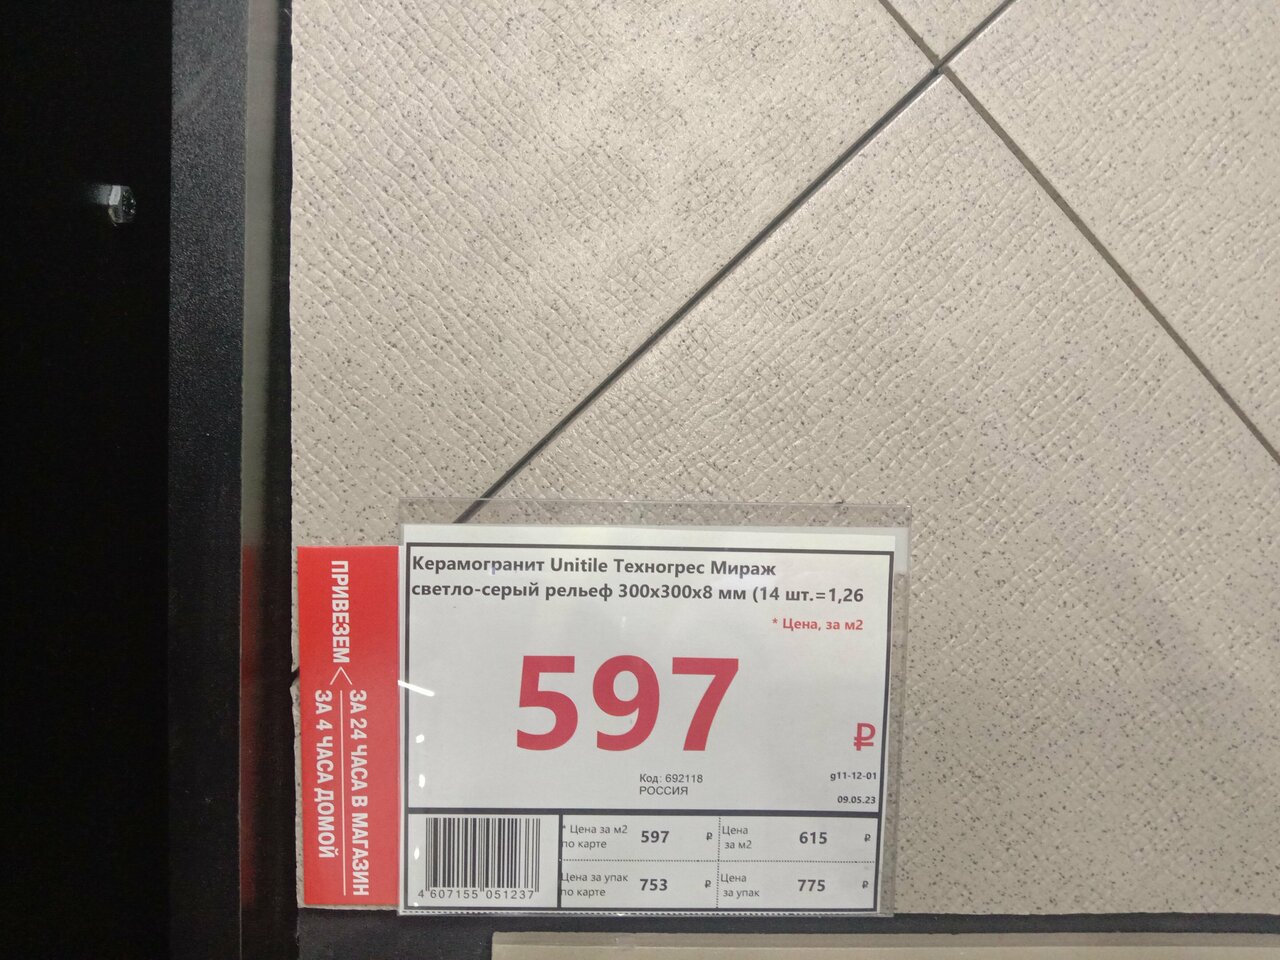 ПРИВЕЗЕМ <
ЗА 24 ЧАСА В МАГАЗИН
ЗА 4 ЧАСА ДОМОЙ
Керамогранит Unitile Техногрес Мираж
светло-серый рельеф 300х300х8 мм (14 шт.=1,26
* Цена, за м2
597
₽
Код: 692118
РОССИЯ
g11-12-01
09.05.23
4 607155 051237
* Цена за м2
по карте
597 ₽
Цена
за м2
615 ₽
Цена за упак
по карте
753 ₽
Цена
за упак
775 ₽